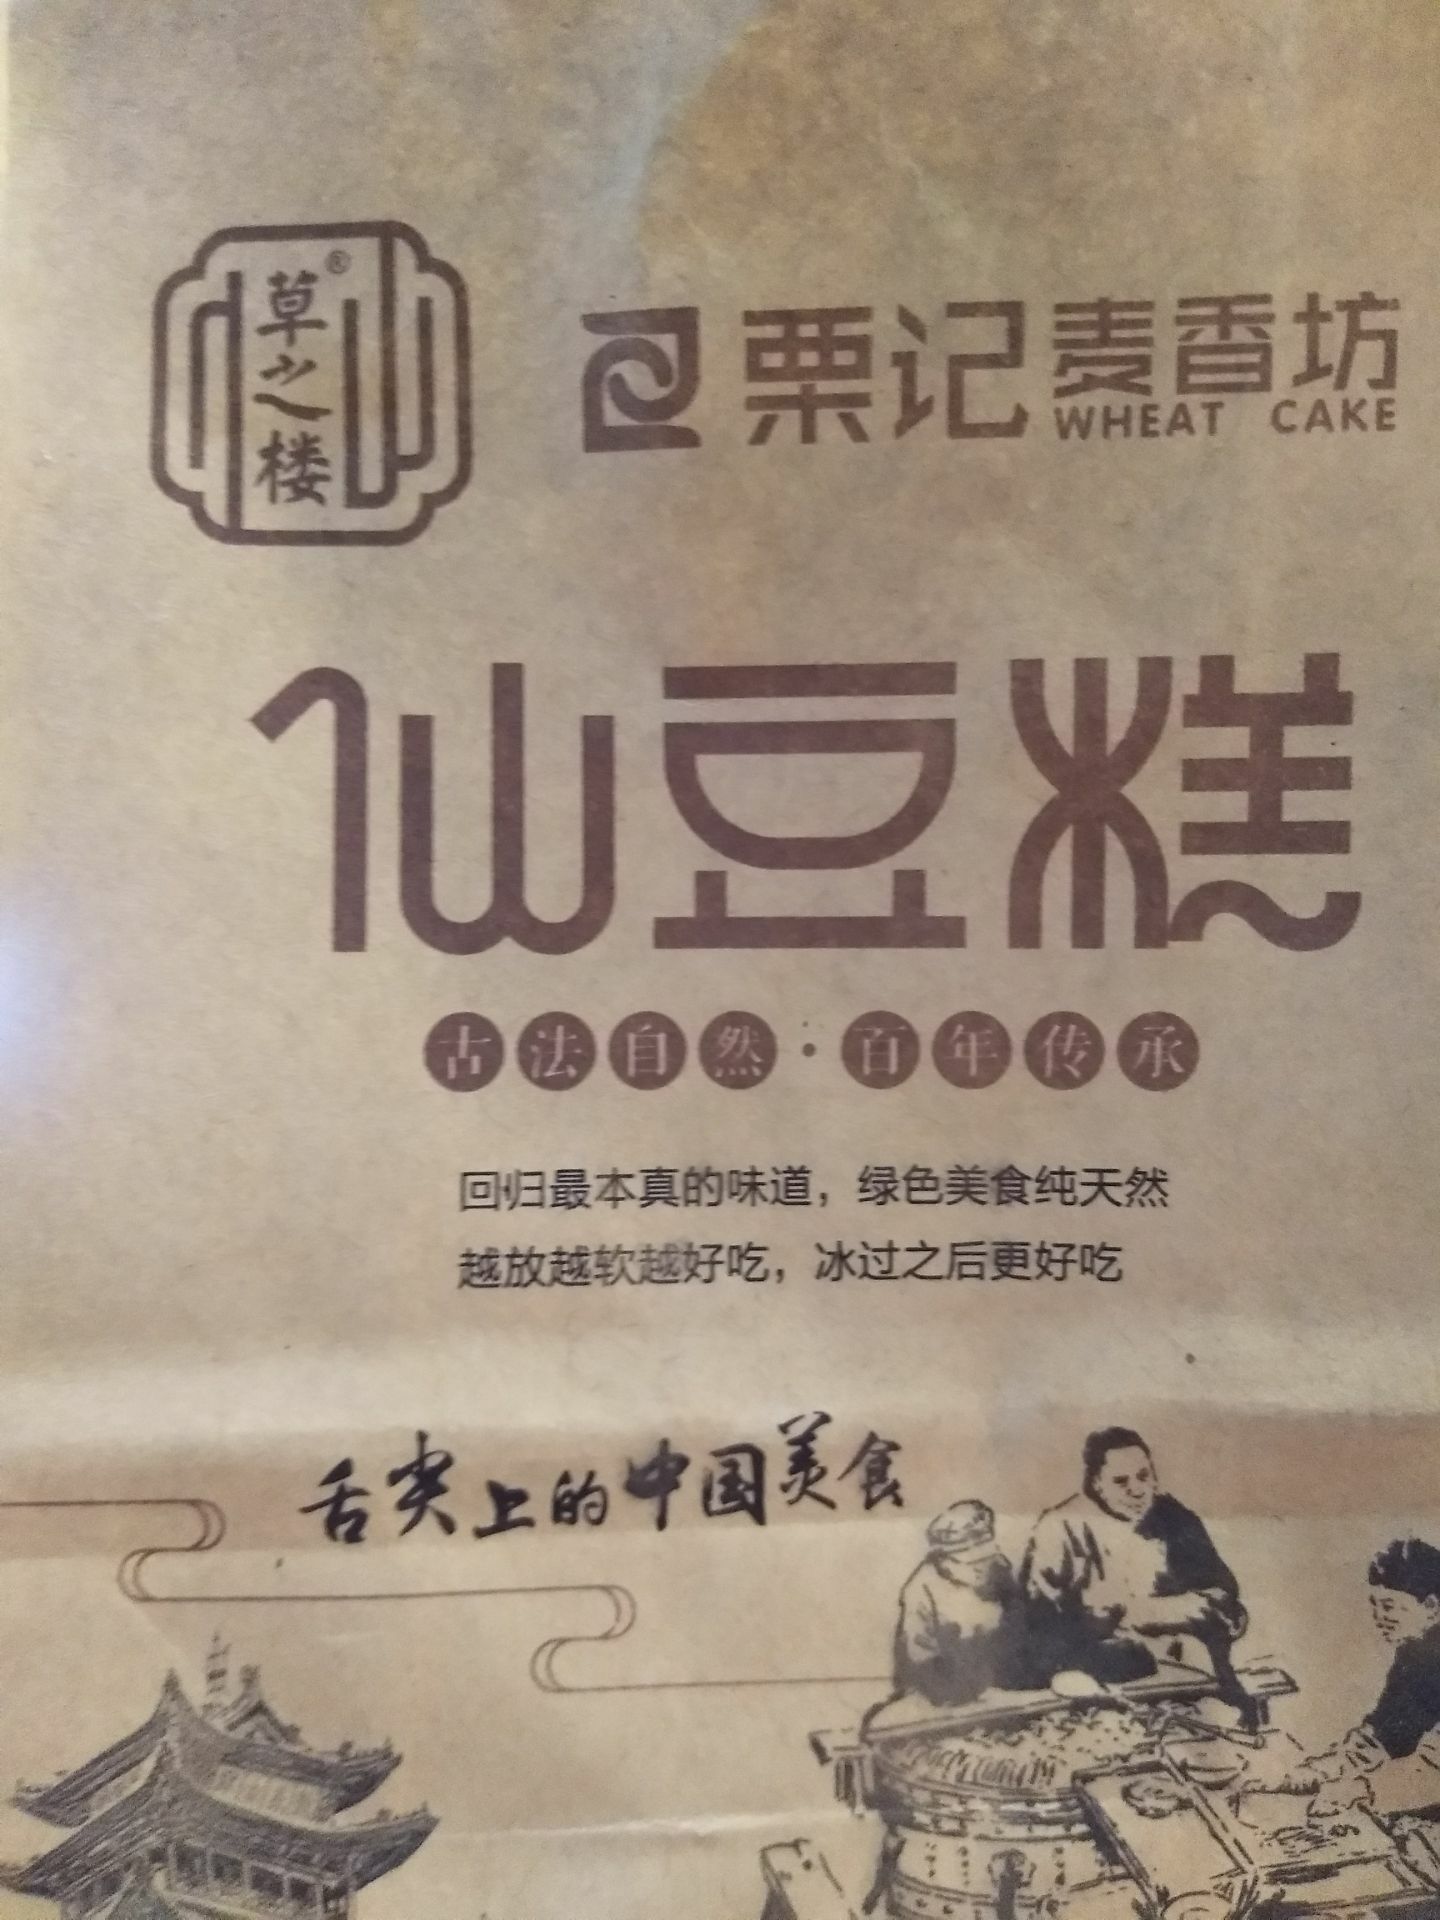 草之楼®
栗记麦香坊
WHEAT CAKE
仙豆糕
古法自然·百年传承
回归最本真的味道，绿色美食纯天然
越放越软越好吃，冰过之后更好吃
舌尖上的中国美食